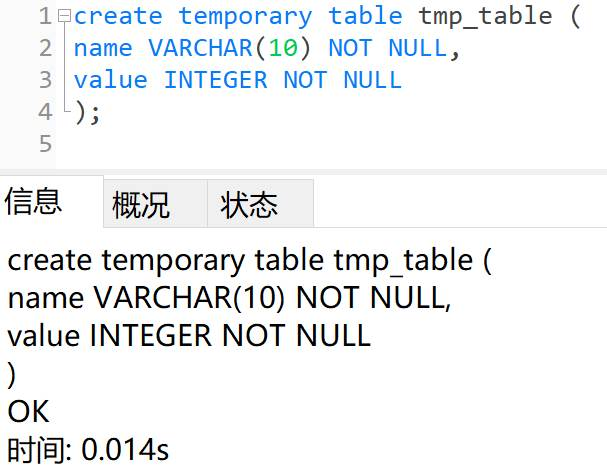 1 create temporary table tmp_table (
2 name VARCHAR(10) NOT NULL,
3 value INTEGER NOT NULL
4 );
5
信息 概况 状态
create temporary table tmp_table (
name VARCHAR(10) NOT NULL,
value INTEGER NOT NULL
)
OK
时间: 0.014s